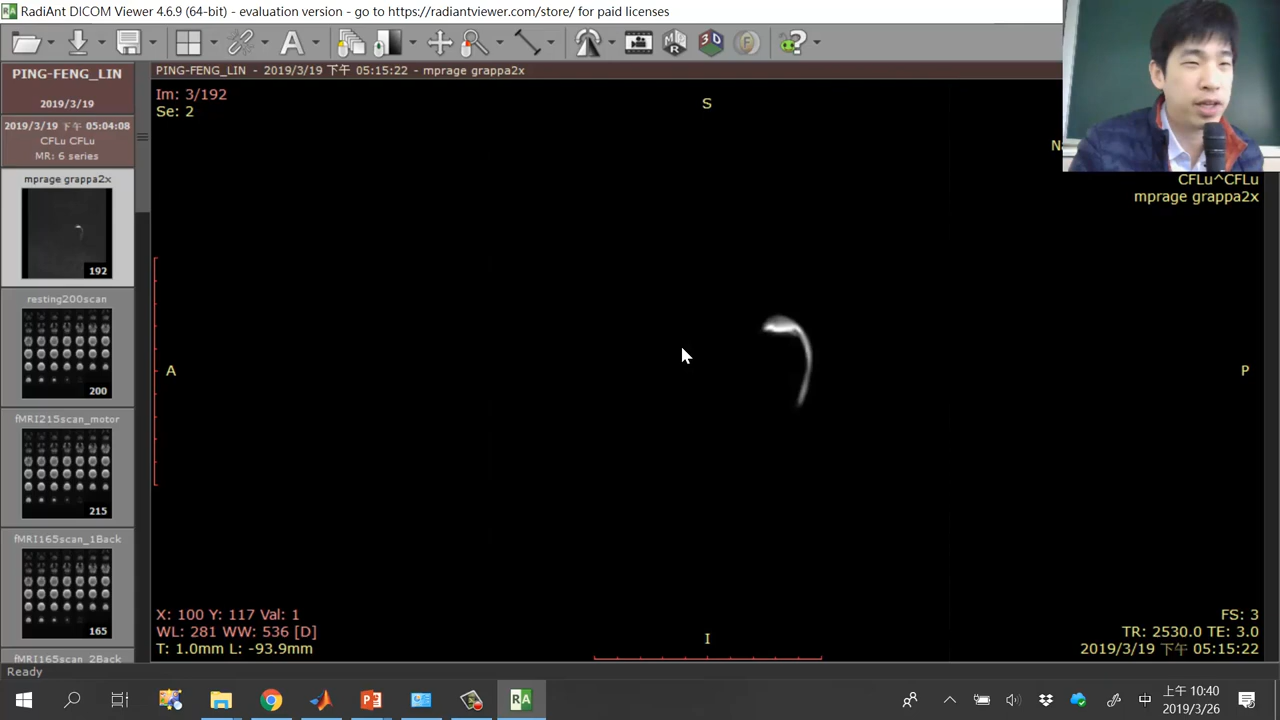 RadiAnt DICOM Viewer 4.6.9 (64-bit) - evaluation version - go to https://radiantviewer.com/store/ for paid licenses
PING-FENG_LIN
2019/3/19
2019/3/19 下午 05:04:08
CFLu CFLu
MR: 6 series
mprage grappa2x
192
resting200scan
200
fMRI215scan_motor
215
fMRI165scan_1Back
165
fMRI165scan_2Back
PING-FENG_LIN - 2019/3/19 下午 05:15:22 - mprage grappa2x
Im: 3/192
Se: 2
S
CFLu^CFLu
mprage grappa2x
A
P
X: 100 Y: 117 Val: 1
WL: 281 WW: 536 [D]
T: 1.0mm L: -93.9mm
I
FS: 3
TR: 2530.0 TE: 3.0
2019/3/19 下午 05:15:22
Ready
RA
中
上午 10:40
2019/3/26